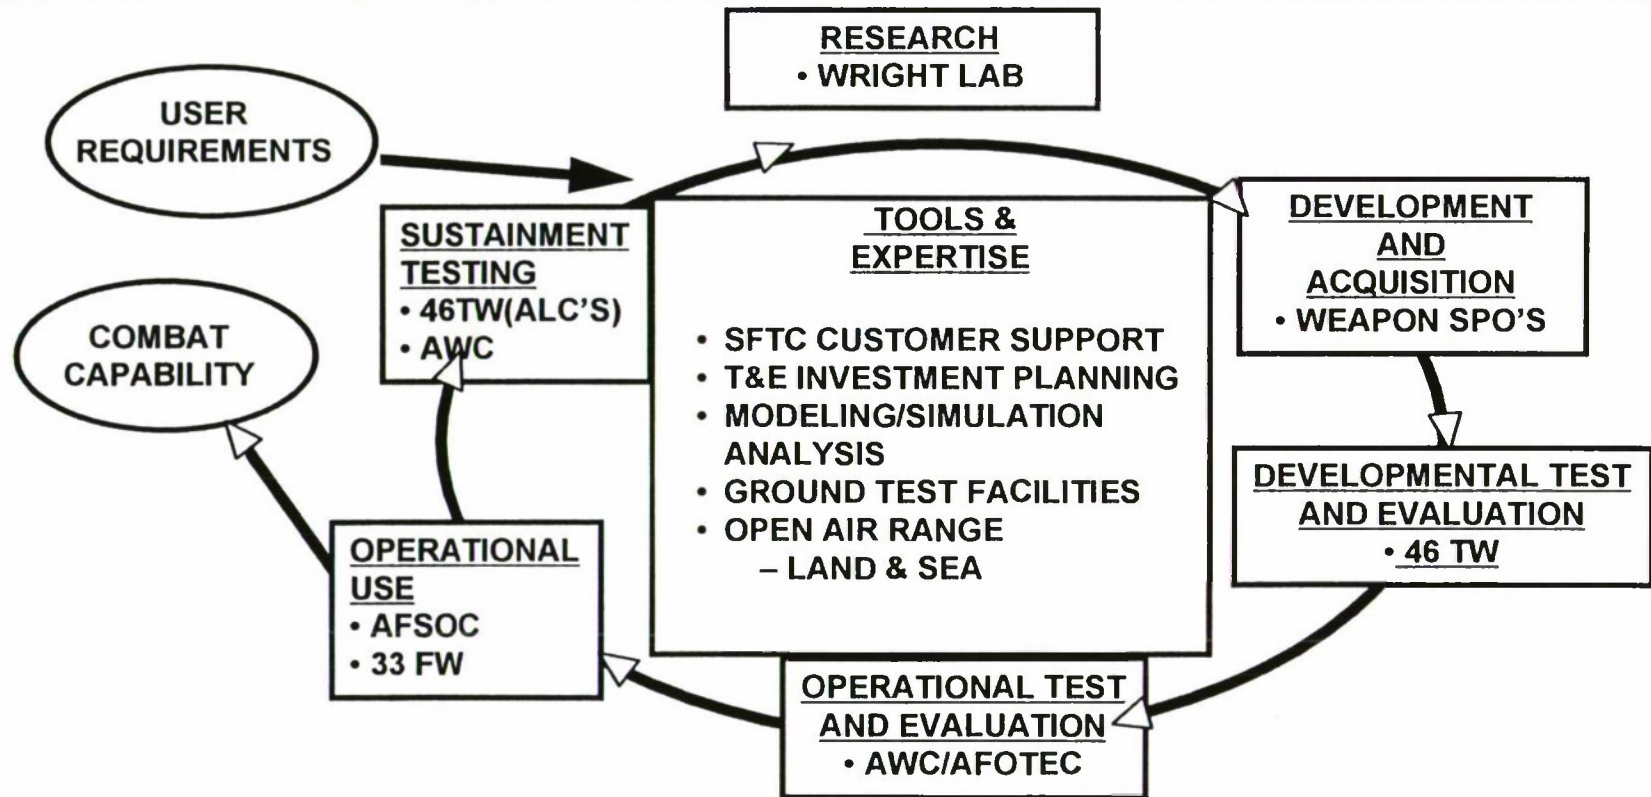 RESEARCH
• WRIGHT LAB
USER
REQUIREMENTS
SUSTAINMENT
TESTING
• 46TW(ALC'S)
• AWC
TOOLS &
EXPERTISE
• SFTC CUSTOMER SUPPORT
• T&E INVESTMENT PLANNING
• MODELING/SIMULATION
ANALYSIS
• GROUND TEST FACILITIES
• OPEN AIR RANGE
– LAND & SEA
DEVELOPMENT
AND
ACQUISITION
• WEAPON SPO'S
COMBAT
CAPABILITY
DEVELOPMENTAL TEST
AND EVALUATION
• 46 TW
OPERATIONAL
USE
• AFSOC
• 33 FW
OPERATIONAL TEST
AND EVALUATION
• AWC/AFOTEC